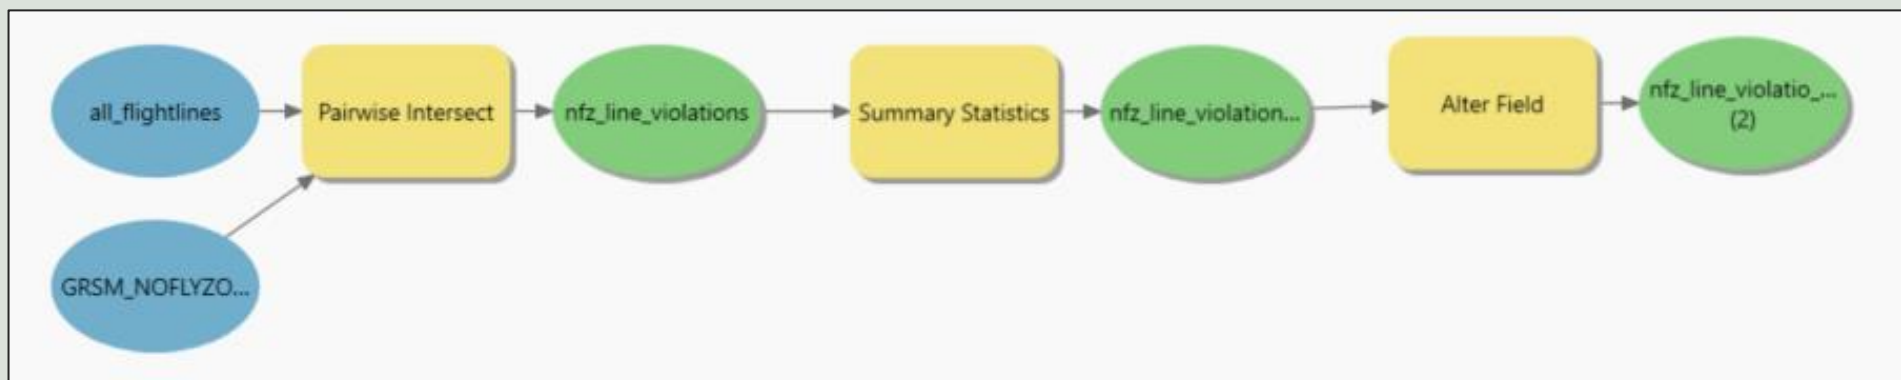 all_flightlines
Pairwise Intersect
nfz_line_violations
Summary Statistics
nfz_line_violation...
Alter Field
nfz_line_violatio_...
(2)
GRSM_NOFLYZO...